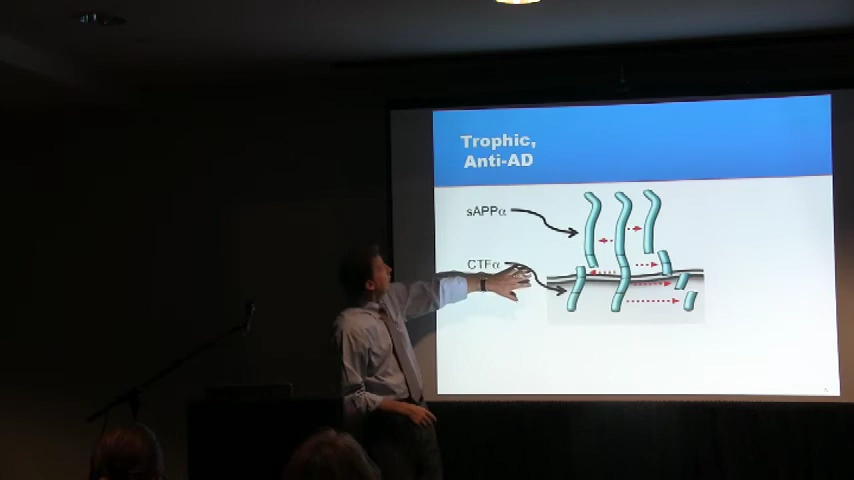 Trophic,
Anti-AD
sAPPα
CTFα